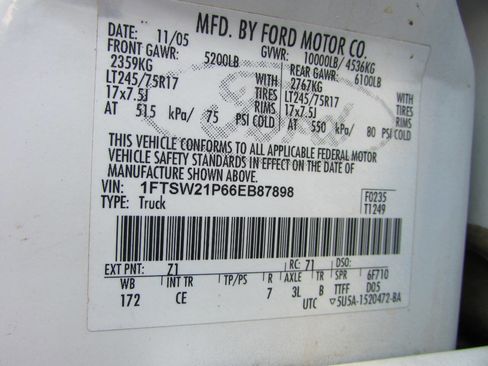 MFD. BY FORD MOTOR CO.
DATE: 11/05 GVWR: 10000LB/ 4536KG
FRONT GAWR: 5200LB REAR GAWR: 6100LB
2359KG WITH 2767KG WITH
LT245/75R17 TIRES LT245/75R17 TIRES
17x7.5J RIMS 17x7.5J RIMS
AT 515 kPa/ 75 PSI COLD AT 550 kPa/ 80 PSI COLD
Ford
THIS VEHICLE CONFORMS TO ALL APPLICABLE FEDERAL MOTOR
VEHICLE SAFETY STANDARDS IN EFFECT ON THE DATE OF
MANUFACTURE SHOWN ABOVE.
VIN: 1FTSW21P66EB87898 F0235
TYPE: Truck T1249
EXT PNT: Z1 RC: 71 6F710
WB INT TR TP/PS R AXLE TR SPR D05
172 CE 7 3L B TTFF
UTC ▽5U5A-1520472-BA